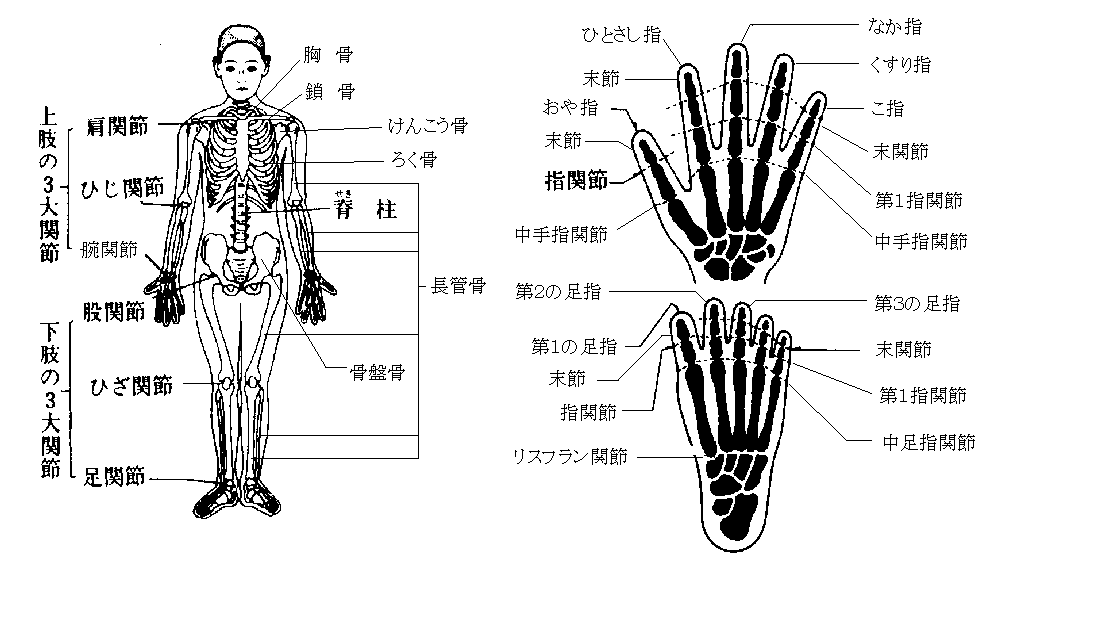 胸骨
鎖骨
けんこう骨
ろく骨
せき
脊柱
長管骨
骨盤骨
上肢の3大関節
肩関節
ひじ関節
腕関節
下肢の3大関節
股関節
ひざ関節
足関節
ひとさし指
末節
おや指
末節
指関節
中手指関節
なか指
くすり指
こ指
末関節
第1指関節
中手指関節
第2の足指
第1の足指
末節
指関節
リスフラン関節
第3の足指
末関節
第1指関節
中足指関節